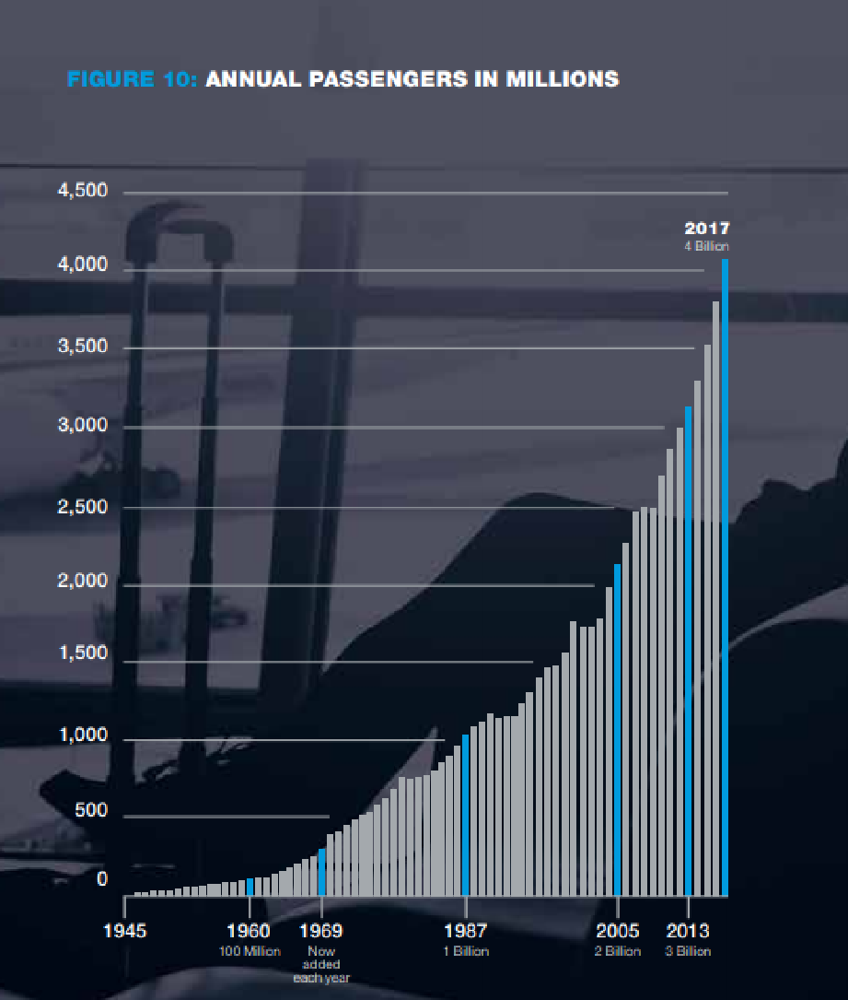 FIGURE 10: ANNUAL PASSENGERS IN MILLIONS
4,500
2017
4 Billion
4,000
3,500
3,000
2,500
2,000
1,500
1,000
500
0
1945
1960
1969
1987
2005
2013
100 Million
Now
1 Billion
2 Billion
3 Billion
added
each year